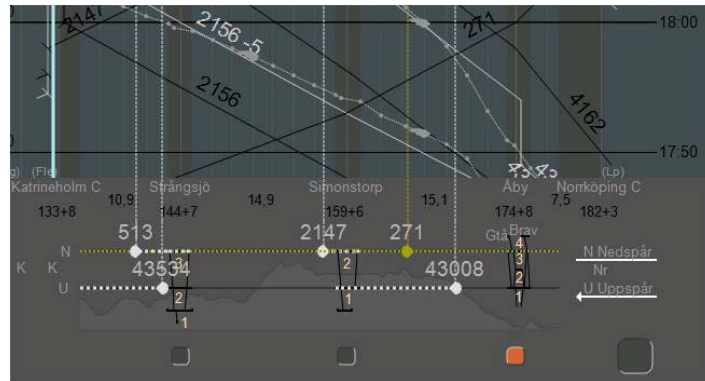 2147
2156 -5
271
18:00
2156
4162
g) (Fle)
(Lp)
17:50
Katrineholm C Strångsjö Simonstorp Åby Norrköping C
10,9 14,9 15,1 7,5
133+8 144+7 159+6 174+8 182+3
513 2147 271 Gtå Brav
N 3 2 4 3 N Nedspår
K K 43534 43008 Nr
U 2 1 2 1 U Uppspår
1